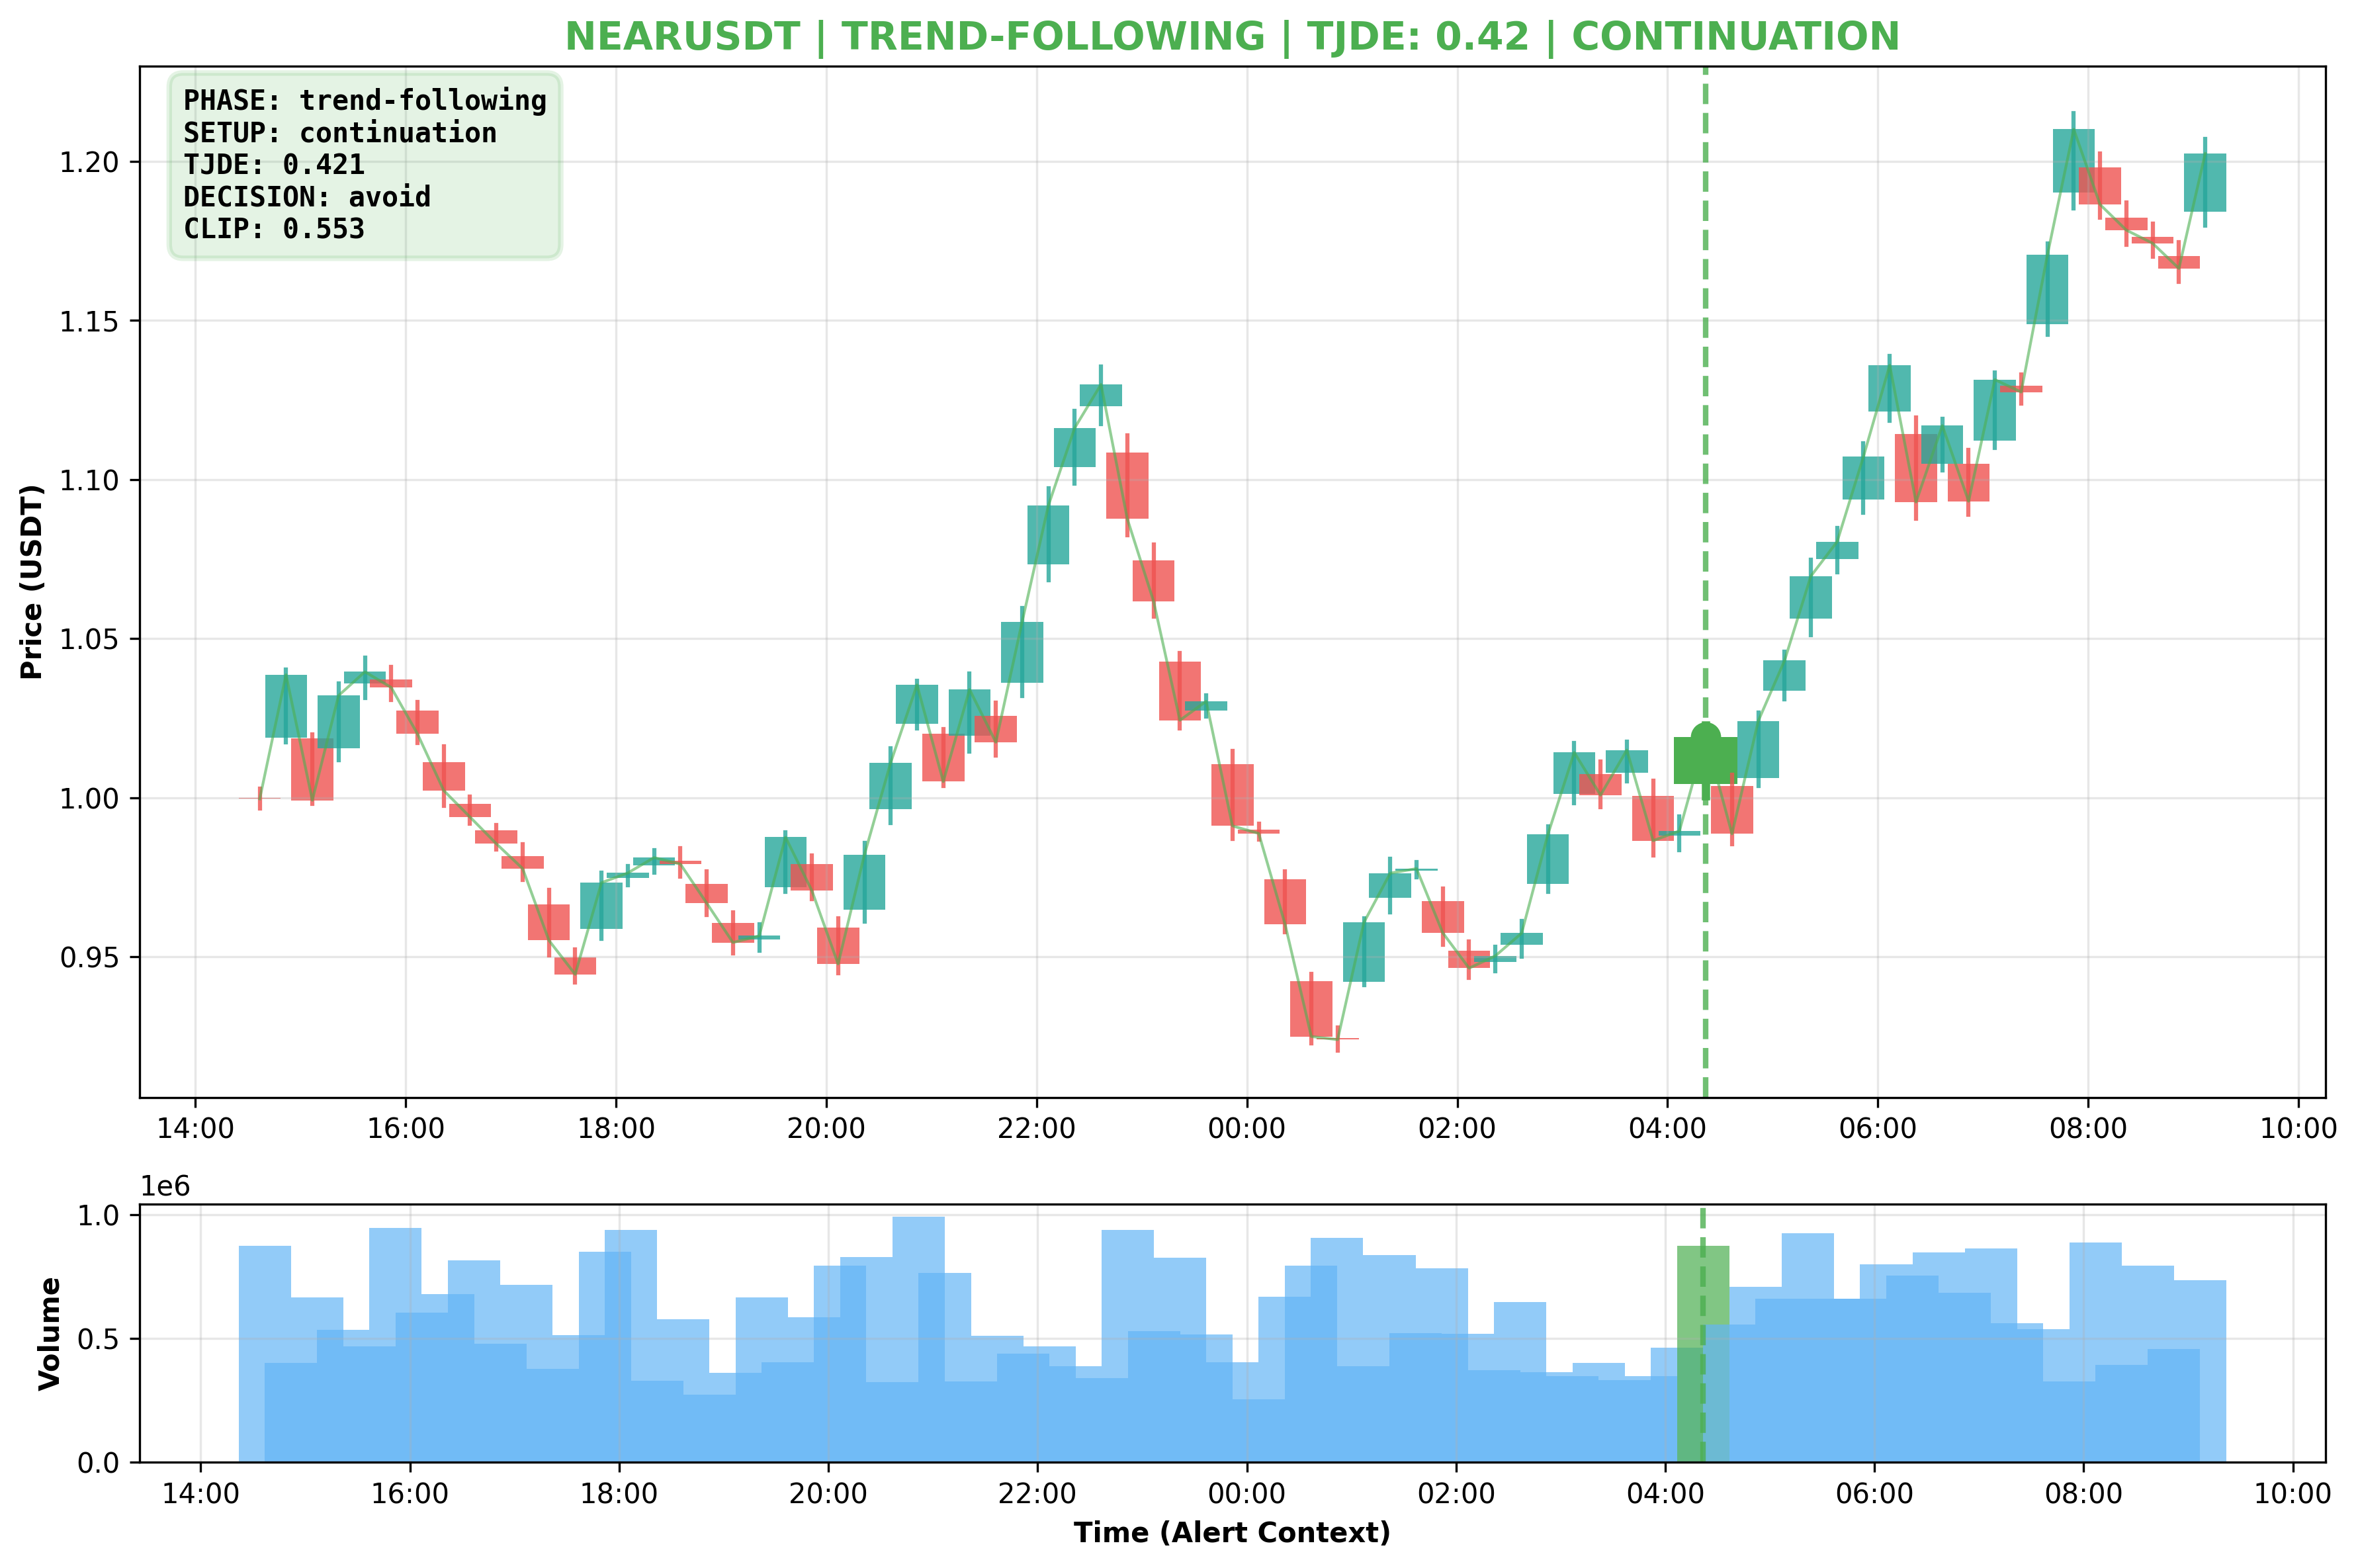 NEARUSDT | TREND-FOLLOWING | TJDE: 0.42 | CONTINUATION
PHASE: trend-following
SETUP: continuation
TJDE: 0.421
DECISION: avoid
CLIP: 0.553
Price (USDT)
1.20
1.15
1.10
1.05
1.00
0.95
14:00 16:00 18:00 20:00 22:00 00:00 02:00 04:00 06:00 08:00 10:00
1e6
Volume
1.0
0.5
0.0
14:00 16:00 18:00 20:00 22:00 00:00 02:00 04:00 06:00 08:00 10:00
Time (Alert Context)